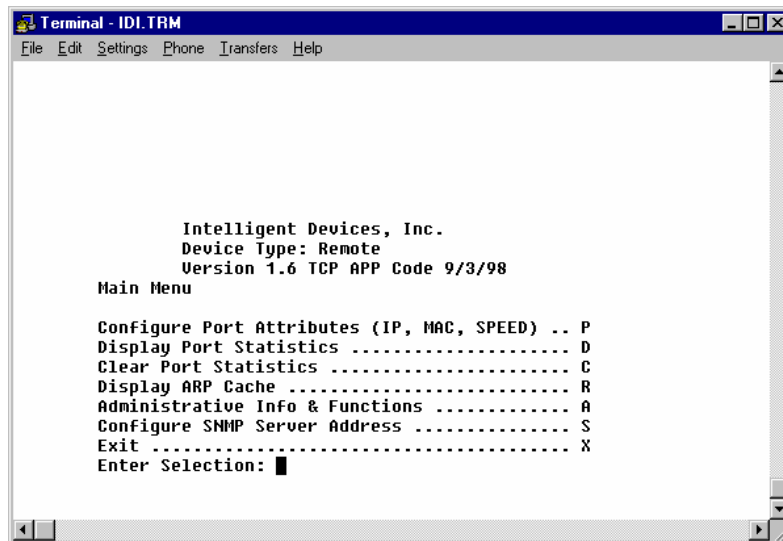 Terminal - IDI.TRM
File Edit Settings Phone Transfers Help
Intelligent Devices, Inc.
Device Type: Remote
Version 1.6 TCP APP Code 9/3/98
Main Menu
Configure Port Attributes (IP, MAC, SPEED) .. P
Display Port Statistics ..................... D
Clear Port Statistics ....................... C
Display ARP Cache ........................... R
Administrative Info & Functions ............. A
Configure SNMP Server Address ............... S
Exit ........................................ X
Enter Selection: